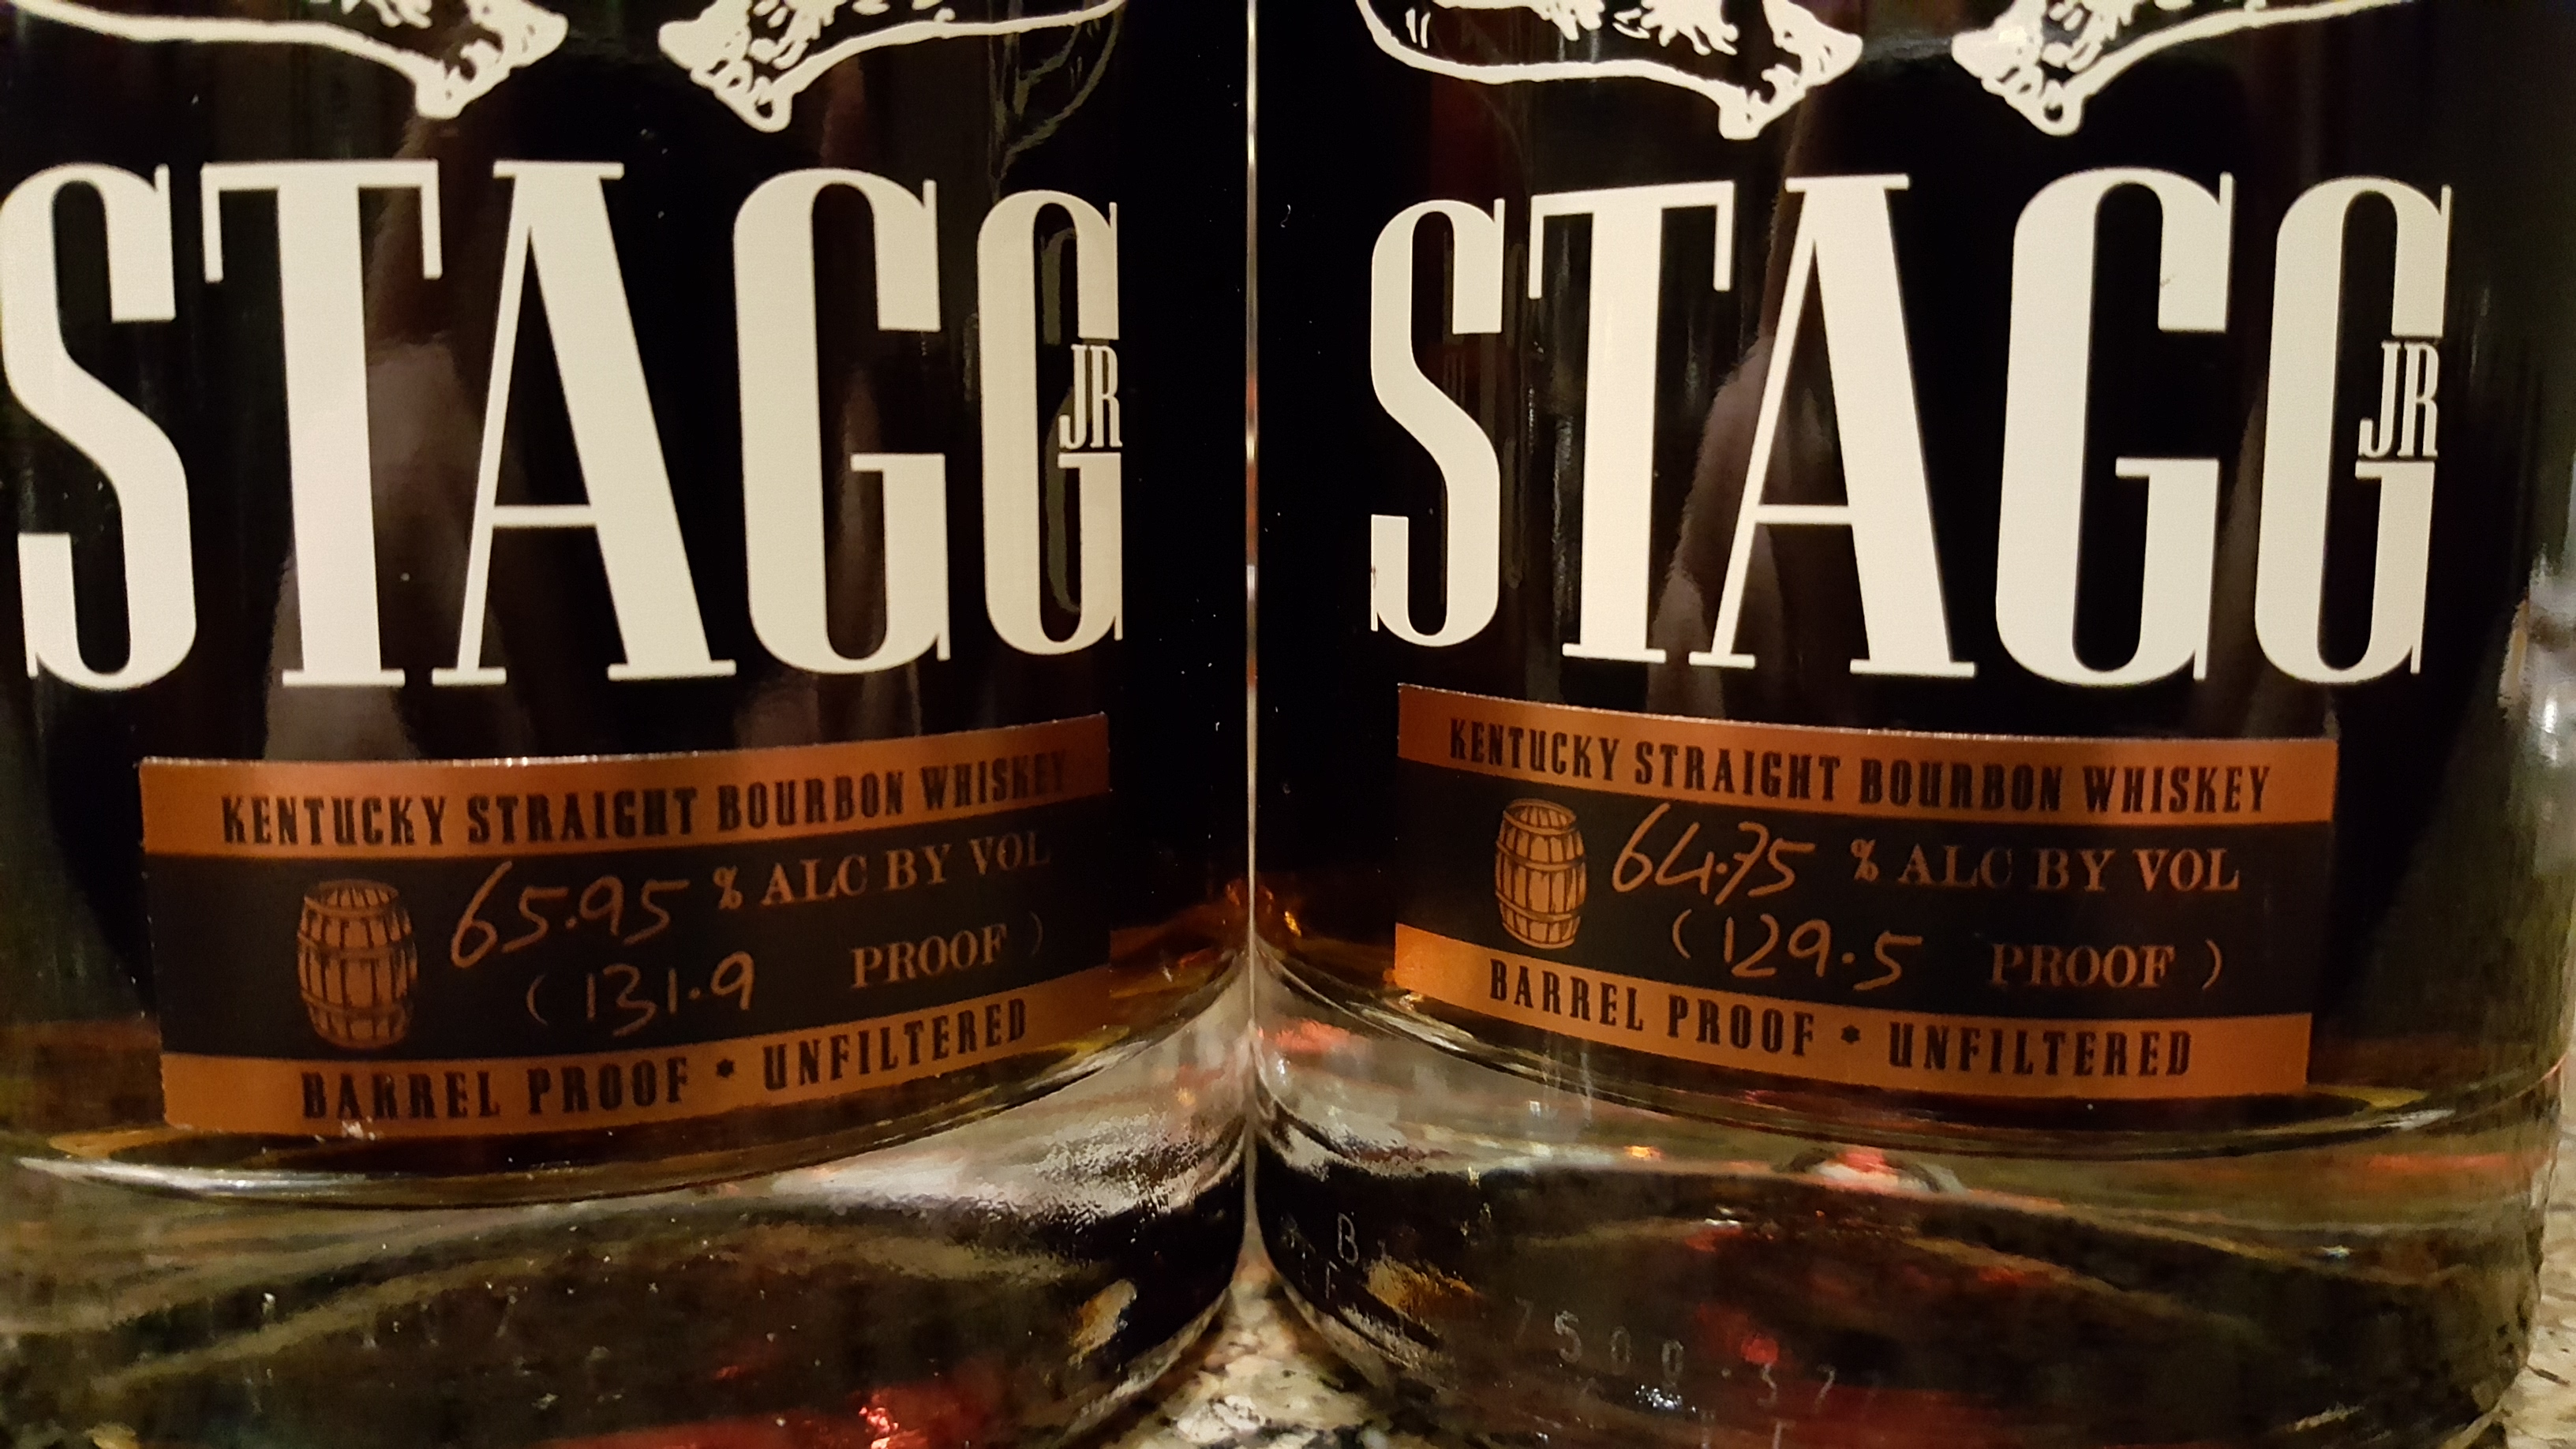 STAGG
JR
KENTUCKY STRAIGHT BOURBON WHISKEY
65.95 % ALC BY VOL
( 131.9 PROOF )
BARREL PROOF * UNFILTERED
STAGG
JR
KENTUCKY STRAIGHT BOURBON WHISKEY
64.75 % ALC BY VOL
( 129.5 PROOF )
BARREL PROOF * UNFILTERED
B